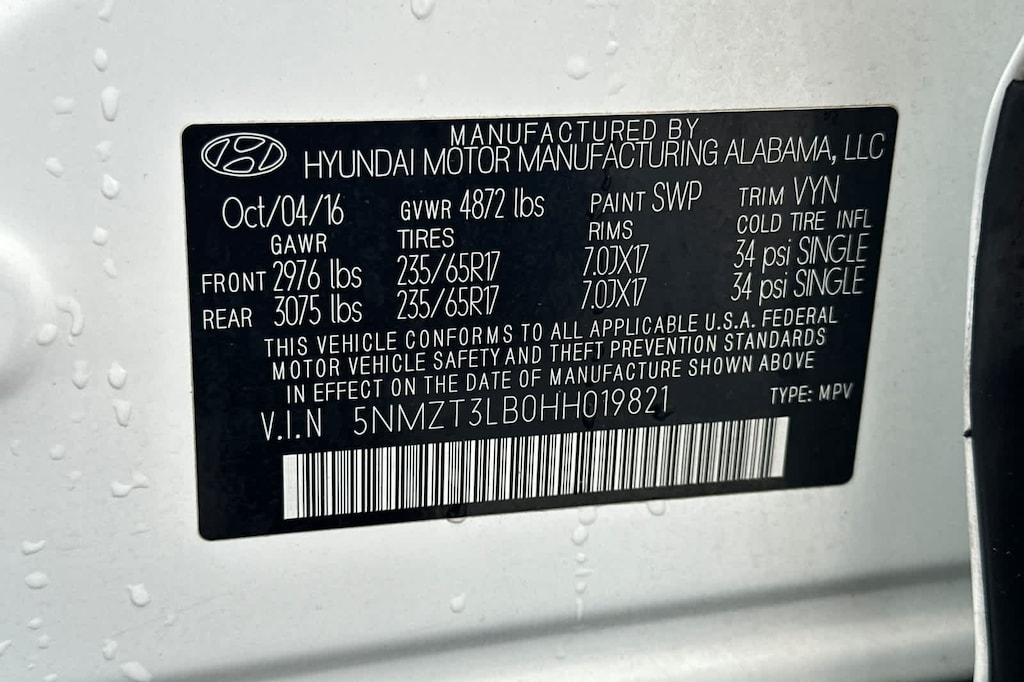 MANUFACTURED BY
HYUNDAI MOTOR MANUFACTURING ALABAMA, LLC
Oct/04/16 GVWR 4872 lbs PAINT SWP TRIM VYN
GAWR TIRES RIMS COLD TIRE INFL
FRONT 2976 lbs 235/65R17 7.0JX17 34 psi SINGLE
REAR 3075 lbs 235/65R17 7.0JX17 34 psi SINGLE
THIS VEHICLE CONFORMS TO ALL APPLICABLE U.S.A. FEDERAL
MOTOR VEHICLE SAFETY AND THEFT PREVENTION STANDARDS
IN EFFECT ON THE DATE OF MANUFACTURE SHOWN ABOVE
V.I.N 5NMZT3LB0HH019821 TYPE: MPV